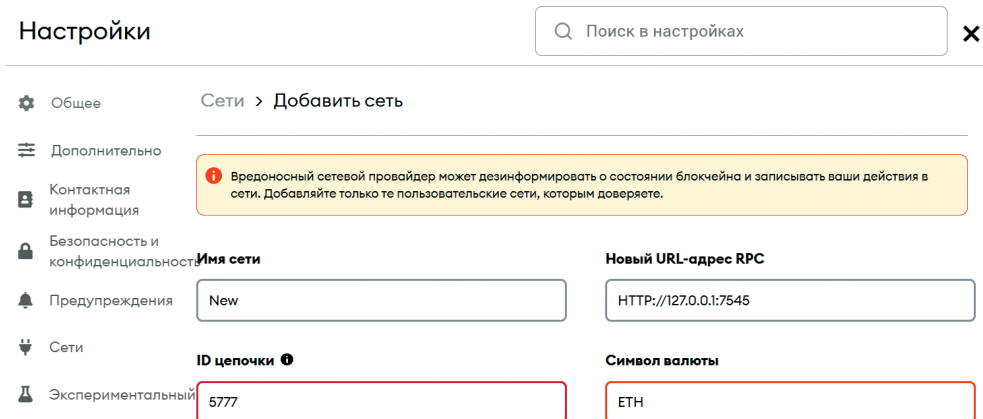 Настройки
Поиск в настройках
Общее
Дополнительно
Контактная
информация
Безопасность и
конфиденциальность
Предупреждения
Сети
Экспериментальный
Сети > Добавить сеть
Вредоносный сетевой провайдер может дезинформировать о состоянии блокчейна и записывать ваши действия в
сети. Добавляйте только те пользовательские сети, которым доверяете.
Имя сети
New
Новый URL-адрес RPC
HTTP://127.0.0.1:7545
ID цепочки
5777
Символ валюты
ETH